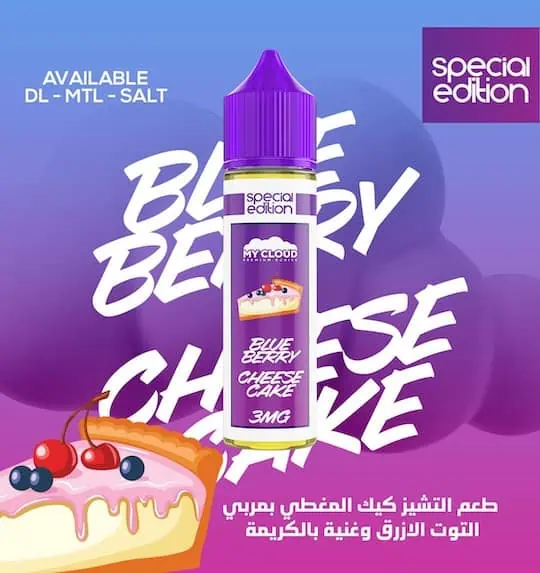 AVAILABLE
DL - MTL - SALT
special
edition
BLUE
BERRY
CHEESE
CAKE
special
edition
MY CLOUD
BLUE
BERRY
CHEESE
CAKE
3MG
طعم التشيز كيك المغطي بمربي
التوت الازرق وغنية بالكريمة